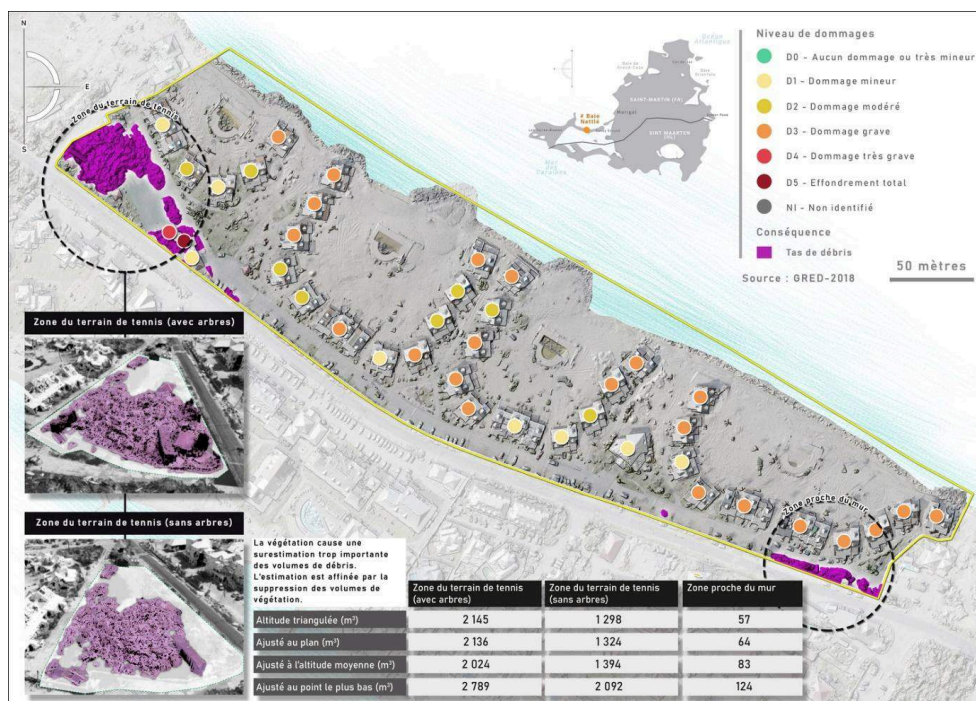 N
E
S
Zone du terrain de tennis
Océan
Atlantique
SAINT-MARTIN (FR)
Marigot
# Baie
Nettlé
SINT MAARTEN
Mer
des
Caraïbes
Niveau de dommages
D0 - Aucun dommage ou très mineur
D1 - Dommage mineur
D2 - Dommage modéré
D3 - Dommage grave
D4 - Dommage très grave
D5 - Effondrement total
NI - Non identifié
Conséquence
Tas de débris
Source : GRED-2018
50 mètres
Zone du terrain de tennis (avec arbres)
Zone du terrain de tennis (sans arbres)
Zone proche du mur
La végétation cause une
surestimation trop importante
des volumes de débris.
L'estimation est affinée par la
suppression des volumes de
végétation.
Zone du terrain de tennis
(avec arbres)
Zone du terrain de tennis
(sans arbres)
Zone proche du mur
Altitude triangulée (m³) 2 145 1 298 57
Ajusté au plan (m³) 2 136 1 324 64
Ajusté à l'altitude moyenne (m³) 2 024 1 394 83
Ajusté au point le plus bas (m³) 2 789 2 092 124